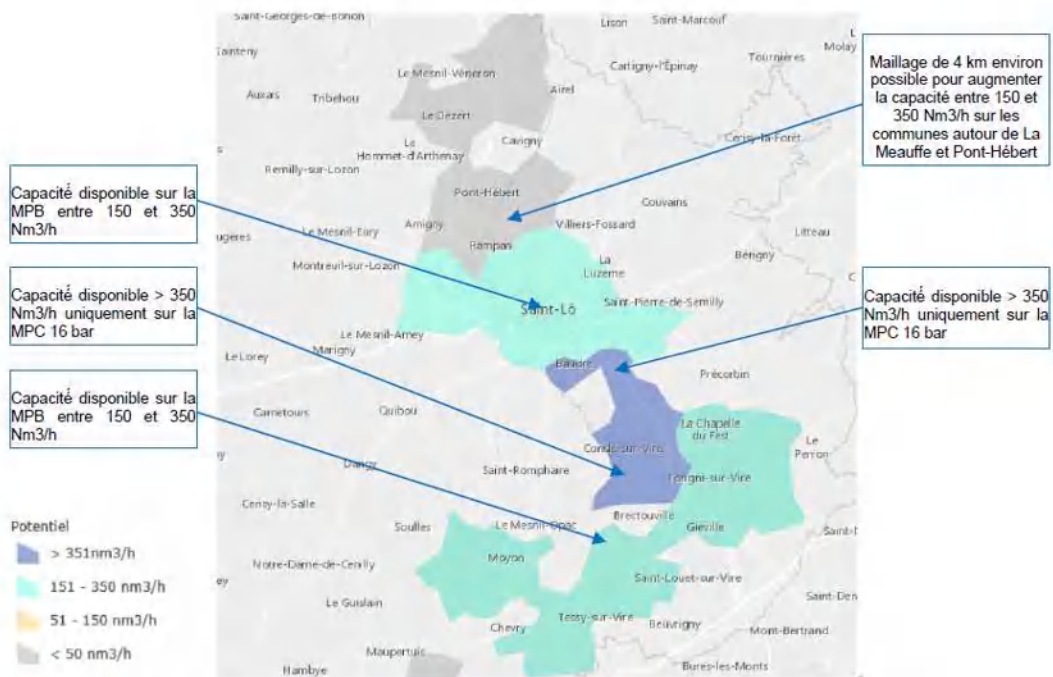 Saint-Georges-de-Bohon
Lison
Saint-Marcouf
Sainteny
Le Mesnil-Véneron
Cartigny-l'Épinay
Tournières
Molay
Auxais
Tribehou
Airel
Le Dézert
Cavigny
Cerisy-la-Forêt
Le
Hommet-d'Arthenay
Remilly-sur-Lozon
Pont-Hébert
Couvains
Amigny
Villiers-Fossard
Le Mesnil-Eury
Rampan
Litteau
Montreuil-sur-Lozon
La
Luzerne
Bérigny
Saint-Lô
Saint-Pierre-de-Semilly
Le Mesnil-Amey
Marigny
Le Lorey
Baudre
Précorbin
Carnetours
Quibou
La Chapelle
du Fest
Le
Perron
Condé-sur-Vire
Dangy
Saint-Romphaire
Torigni-sur-Vire
Cerisy-la-Salle
Soulles
Le Mesnil-Opac
Brectouville
Giéville
Moyon
Notre-Dame-de-Cenilly
Saint-Louet-sur-Vire
Le Guislain
Saint-Den
Chevry
Tessy-sur-Vire
Beuvrigny
Mont-Bertrand
Maupertuis
Hambye
Bures-les-Monts
Maillage de 4 km environ
possible pour augmenter
la capacité entre 150 et
350 Nm3/h sur les
communes autour de La
Meauffe et Pont-Hébert
Capacité disponible sur la
MPB entre 150 et 350
Nm3/h
Capacité disponible > 350
Nm3/h uniquement sur la
MPC 16 bar
Capacité disponible > 350
Nm3/h uniquement sur la
MPC 16 bar
Capacité disponible sur la
MPB entre 150 et 350
Nm3/h
Potentiel
> 351nm3/h
151 - 350 nm3/h
51 - 150 nm3/h
< 50 nm3/h